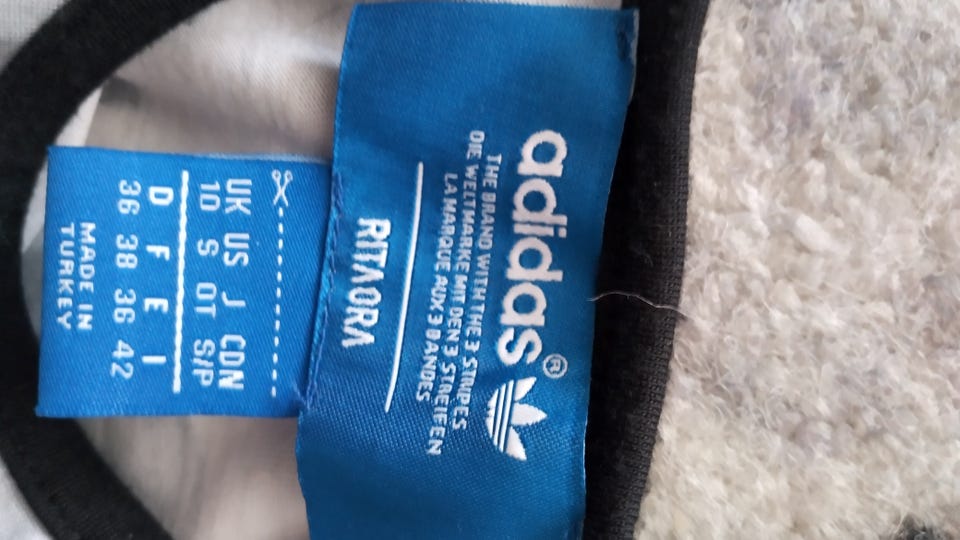 adidas®
THE BRAND WITH THE 3 STRIPES
DIE WELTMARKE MIT DEN 3 STREIFEN
LA MARQUE AUX 3 BANDES
RITA ORA
UK US J CDN
10 S OT S/P
D F E I
36 38 36 42
MADE IN
TURKEY